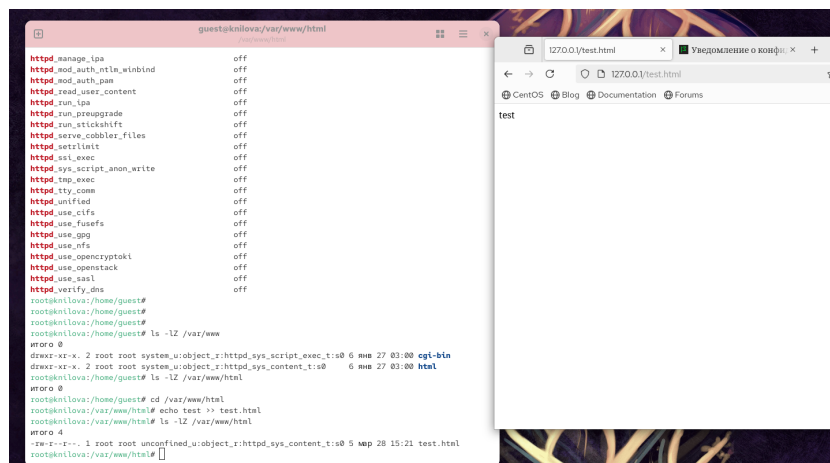 guest@knilova:/var/www/html
/var/www/html
httpd_manage_ipa off
httpd_mod_auth_ntlm_winbind off
httpd_mod_auth_pam off
httpd_read_user_content off
httpd_run_ipa off
httpd_run_preupgrade off
httpd_run_stickshift off
httpd_serve_cobbler_files off
httpd_setrlimit off
httpd_ssi_exec off
httpd_sys_script_anon_write off
httpd_tmp_exec off
httpd_tty_comm off
httpd_unified off
httpd_use_cifs off
httpd_use_fusefs off
httpd_use_gpg off
httpd_use_nfs off
httpd_use_opencryptoki off
httpd_use_openstack off
httpd_use_sasl off
httpd_verify_dns off
root@knilova:/home/guest#
root@knilova:/home/guest#
root@knilova:/home/guest#
root@knilova:/home/guest# ls -lZ /var/www
итого 0
drwxr-xr-x. 2 root root system_u:object_r:httpd_sys_script_exec_t:s0 6 янв 27 03:00 cgi-bin
drwxr-xr-x. 2 root root system_u:object_r:httpd_sys_content_t:s0 6 янв 27 03:00 html
root@knilova:/home/guest# ls -lZ /var/www/html
итого 0
root@knilova:/home/guest# cd /var/www/html
root@knilova:/var/www/html# echo test >> test.html
root@knilova:/var/www/html# ls -lZ /var/www/html
итого 4
-rw-r--r--. 1 root root unconfined_u:object_r:httpd_sys_content_t:s0 5 мар 28 15:21 test.html
root@knilova:/var/www/html#
127.0.0.1/test.html
Уведомление о конфи
127.0.0.1/test.html
CentOS Blog Documentation Forums
test